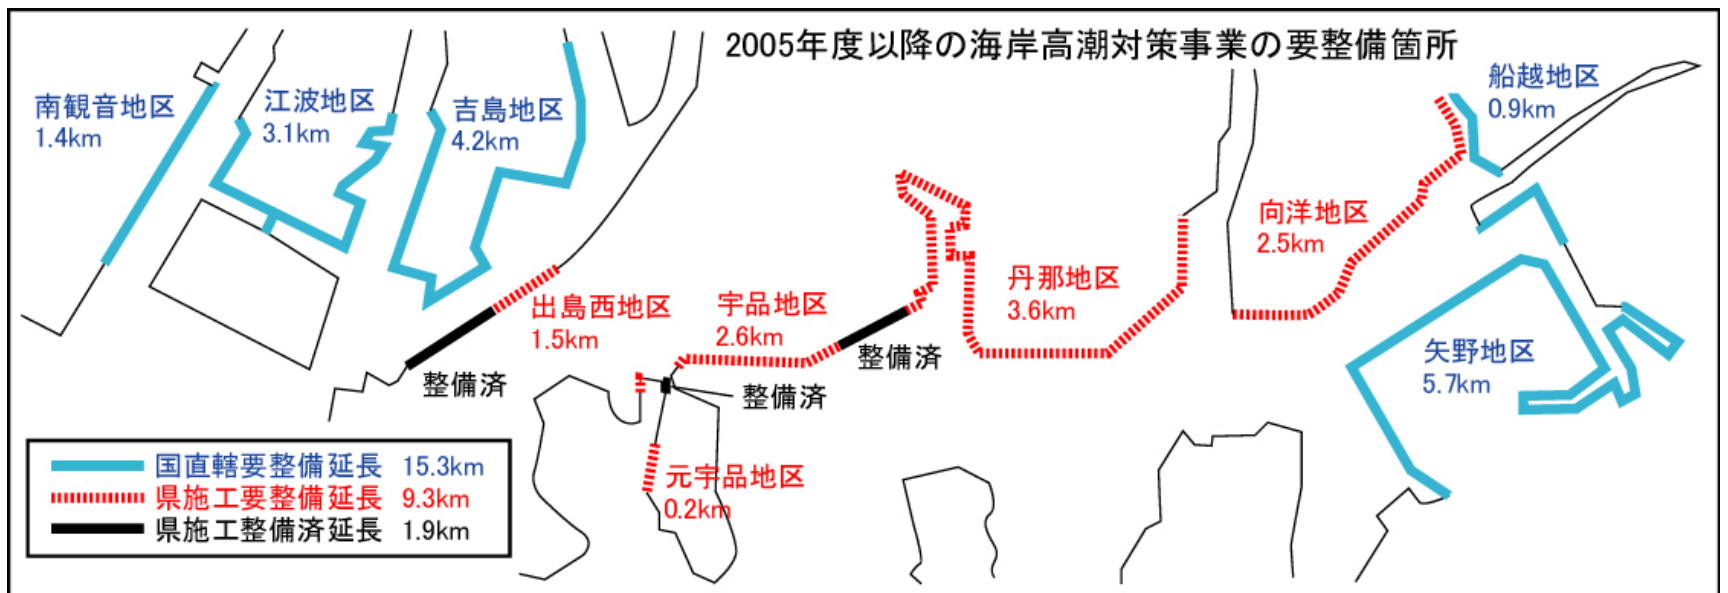 2005年度以降の海岸高潮対策事業の要整備箇所
南観音地区
1.4km
江波地区
3.1km
吉島地区
4.2km
船越地区
0.9km
向洋地区
2.5km
丹那地区
3.6km
出島西地区
1.5km
宇品地区
2.6km
矢野地区
5.7km
整備済
整備済
整備済
元宇品地区
0.2km
国直轄要整備延長 15.3km
県施工要整備延長 9.3km
県施工整備済延長 1.9km